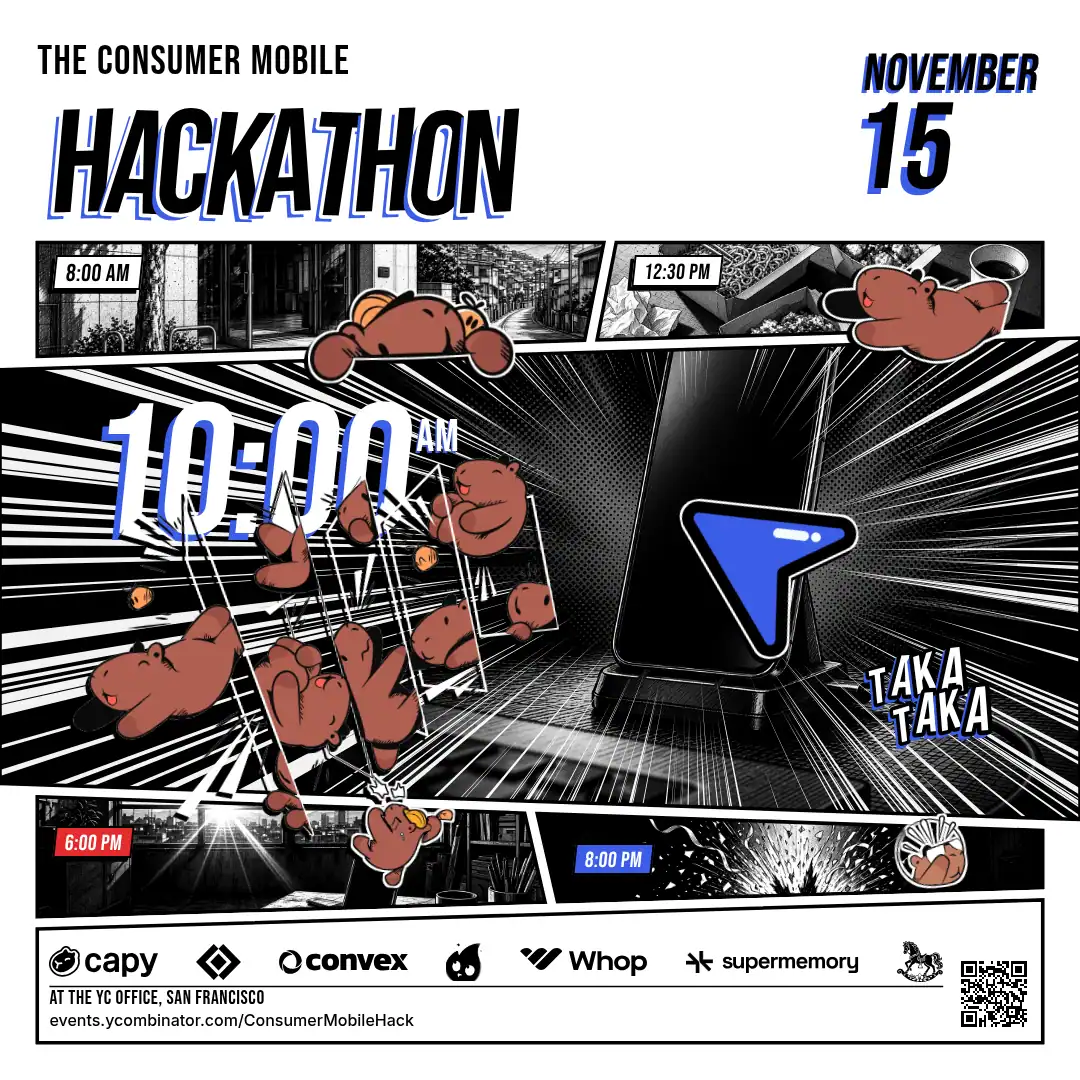 THE CONSUMER MOBILE
HACKATHON
NOVEMBER
15
8:00 AM
12:30 PM
10:00 AM
TAKA
TAKA
6:00 PM
8:00 PM
capy
convex
Whop
supermemory
AT THE YC OFFICE, SAN FRANCISCO
events.ycombinator.com/ConsumerMobileHack